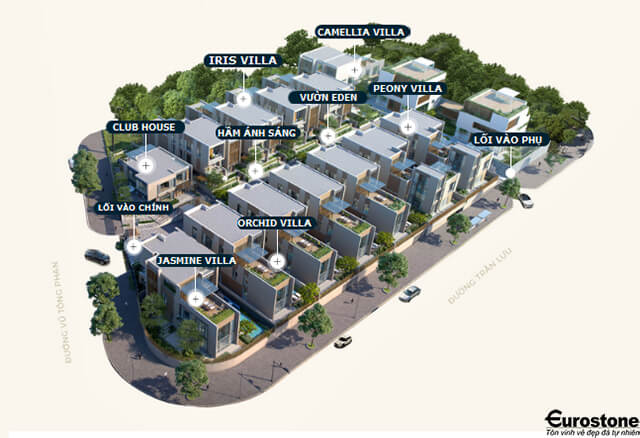 CAMELLIA VILLA
IRIS VILLA
PEONY VILLA
VƯỜN EDEN
CLUB HOUSE
HẦM ÁNH SÁNG
LỐI VÀO PHỤ
LỐI VÀO CHÍNH
ORCHID VILLA
JASMINE VILLA
ĐƯỜNG VŨ TÔNG PHAN
ĐƯỜNG TRẦN LỰU
Eurostone
Tôn vinh vẻ đẹp đá tự nhiên